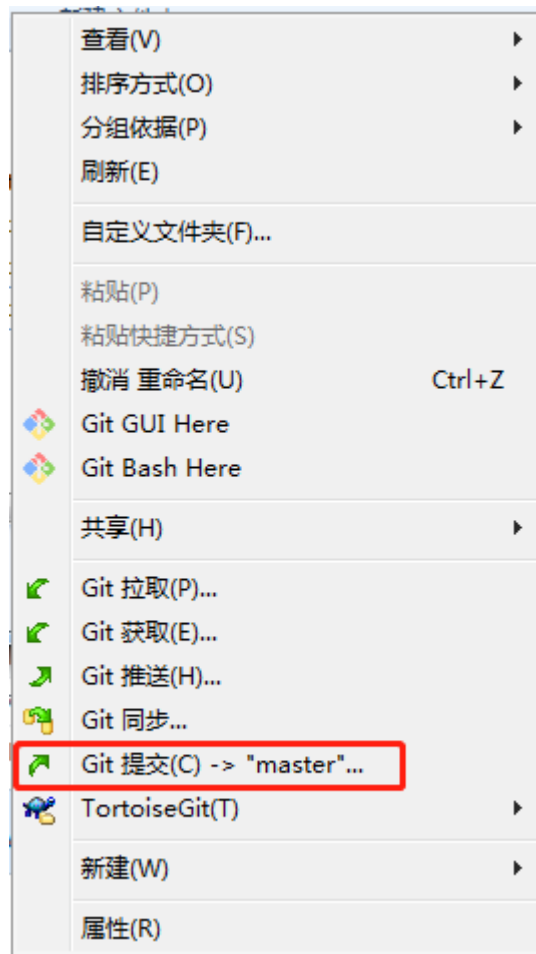 查看(V)
排序方式(O)
分组依据(P)
刷新(E)
自定义文件夹(F)...
粘贴(P)
粘贴快捷方式(S)
撤消 重命名(U) Ctrl+Z
Git GUI Here
Git Bash Here
共享(H)
Git 拉取(P)...
Git 获取(E)...
Git 推送(H)...
Git 同步...
Git 提交(C) -> "master"...
TortoiseGit(T)
新建(W)
属性(R)